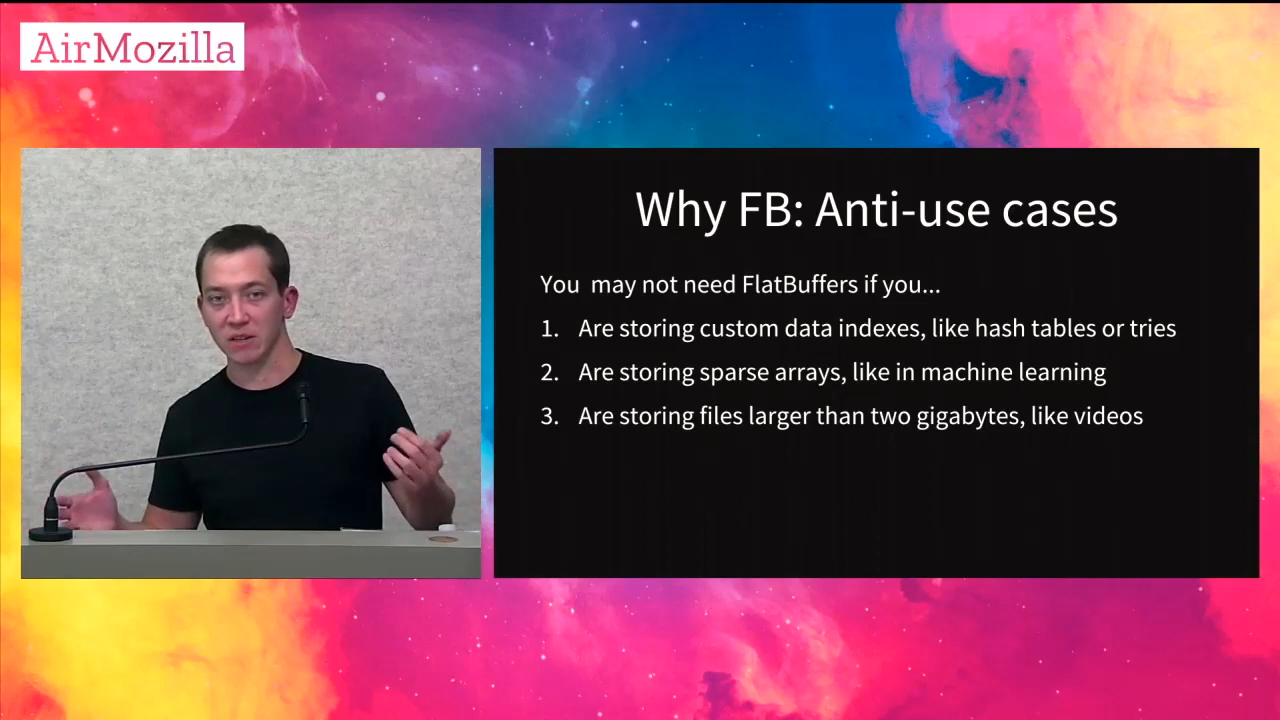 AirMozilla
Why FB: Anti-use cases
You may not need FlatBuffers if you...
1. Are storing custom data indexes, like hash tables or tries
2. Are storing sparse arrays, like in machine learning
3. Are storing files larger than two gigabytes, like videos